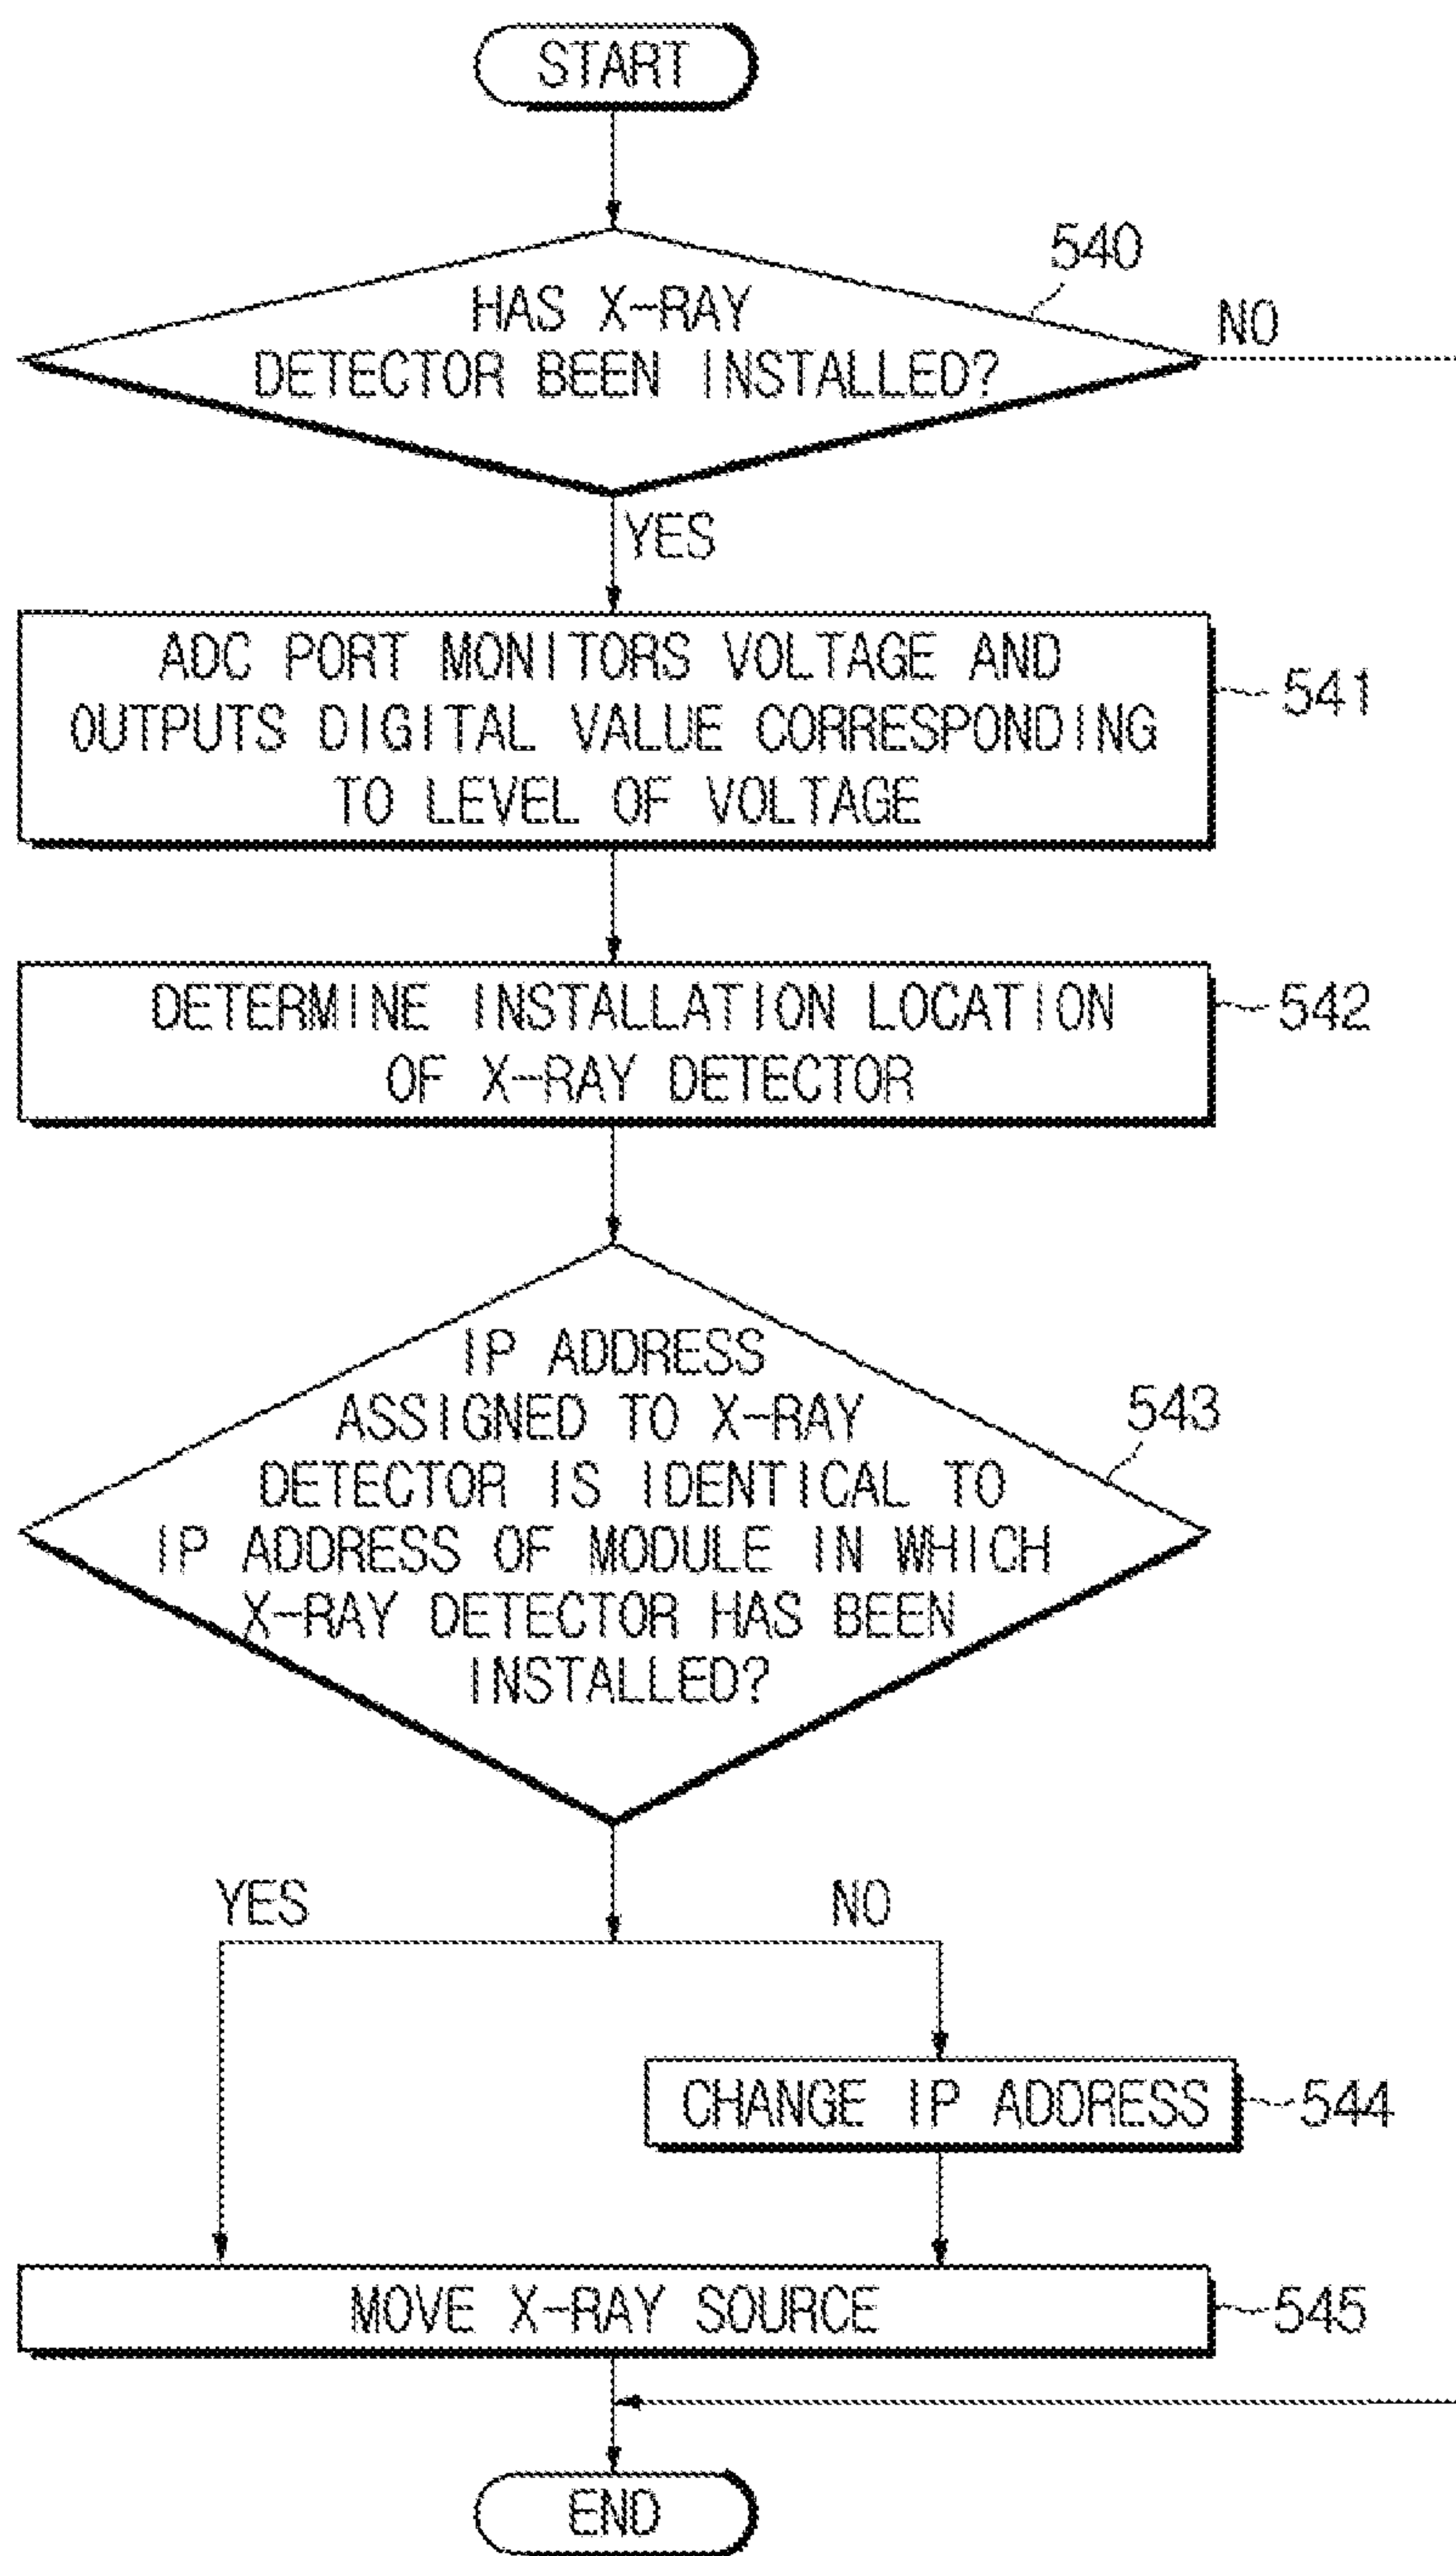 START
540
HAS X-RAY
DETECTOR BEEN INSTALLED?
NO
YES
ADC PORT MONITORS VOLTAGE AND
OUTPUTS DIGITAL VALUE CORRESPONDING
TO LEVEL OF VOLTAGE
541
DETERMINE INSTALLATION LOCATION
OF X-RAY DETECTOR
542
IP ADDRESS
ASSIGNED TO X-RAY
DETECTOR IS IDENTICAL TO
IP ADDRESS OF MODULE IN WHICH
X-RAY DETECTOR HAS BEEN
INSTALLED?
543
YES
NO
CHANGE IP ADDRESS
544
MOVE X-RAY SOURCE
545
END